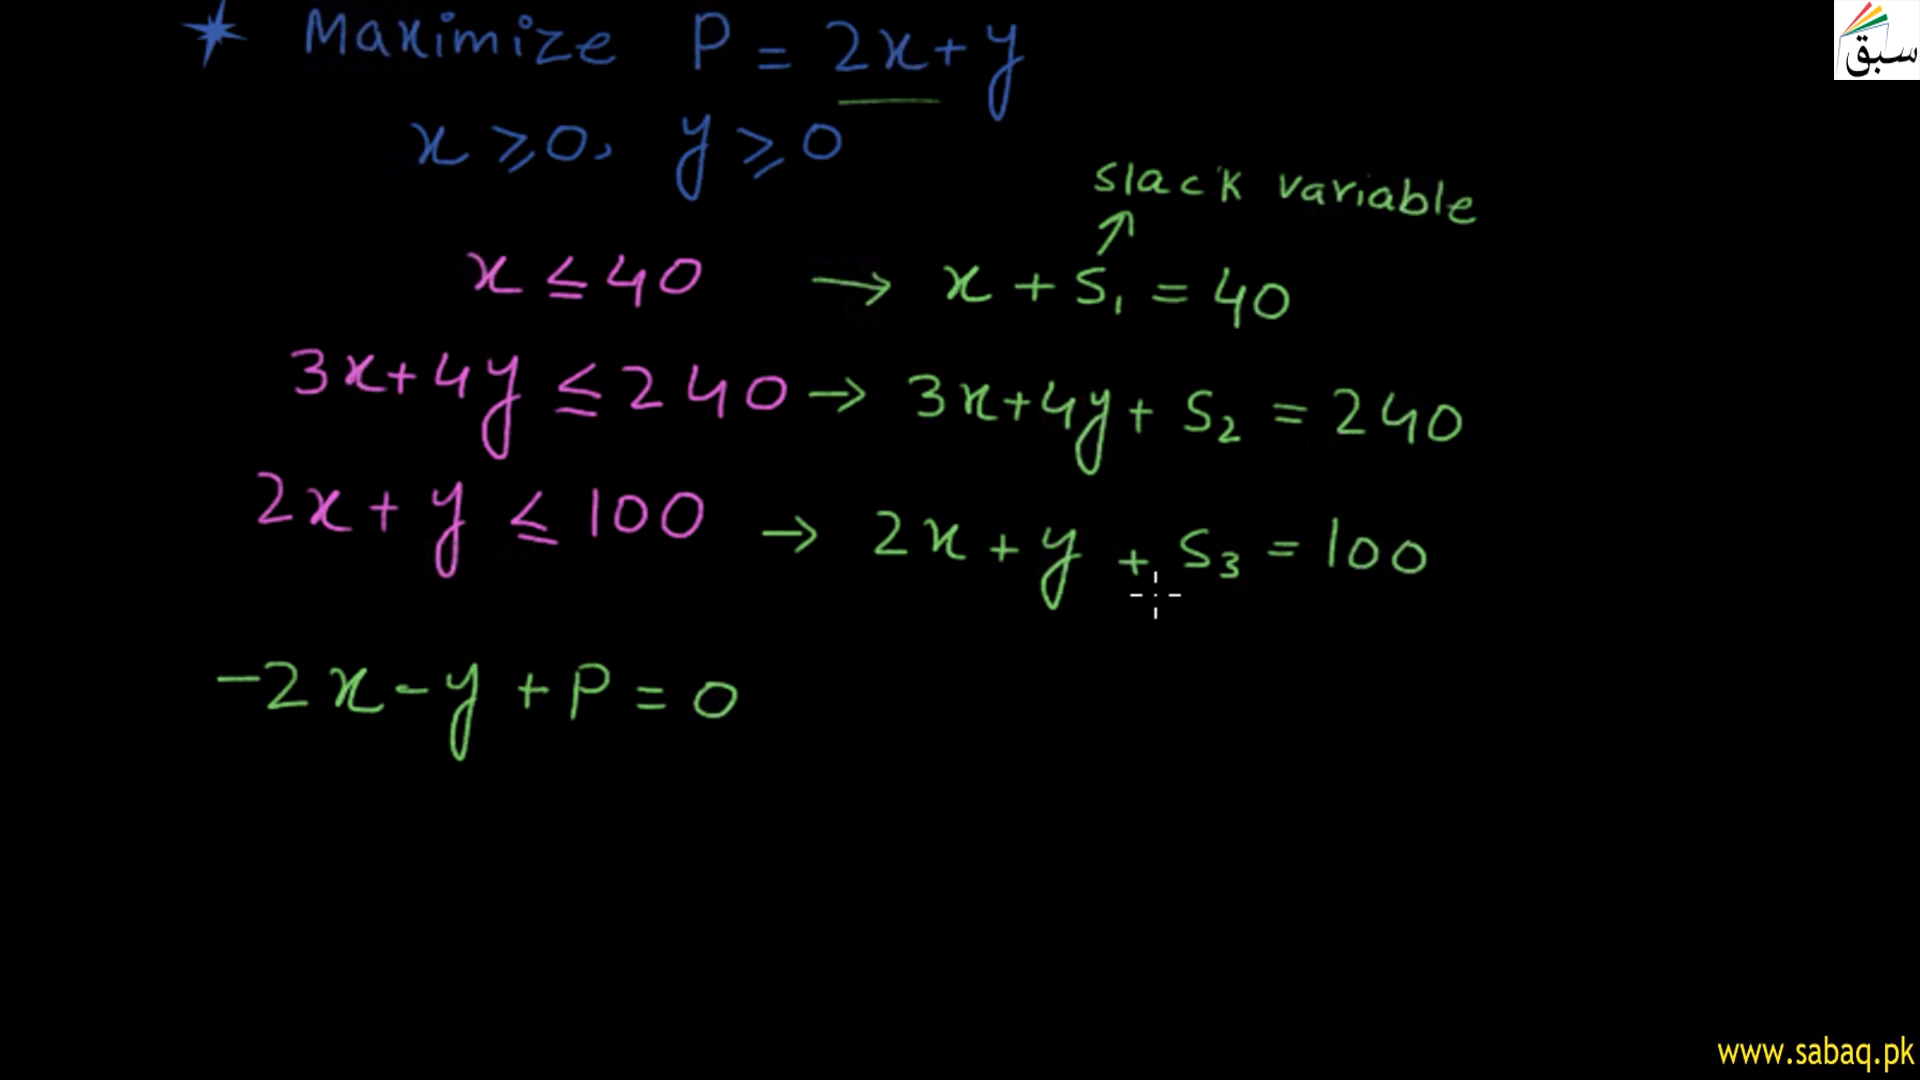 سبق
* Maximize P = 2x + y
x ≥ 0, y ≥ 0
slack variable
x ≤ 40 → x + S₁ = 40
3x + 4y ≤ 240 → 3x + 4y + S₂ = 240
2x + y ≤ 100 → 2x + y + S₃ = 100
-2x - y + P = 0
www.sabaq.pk